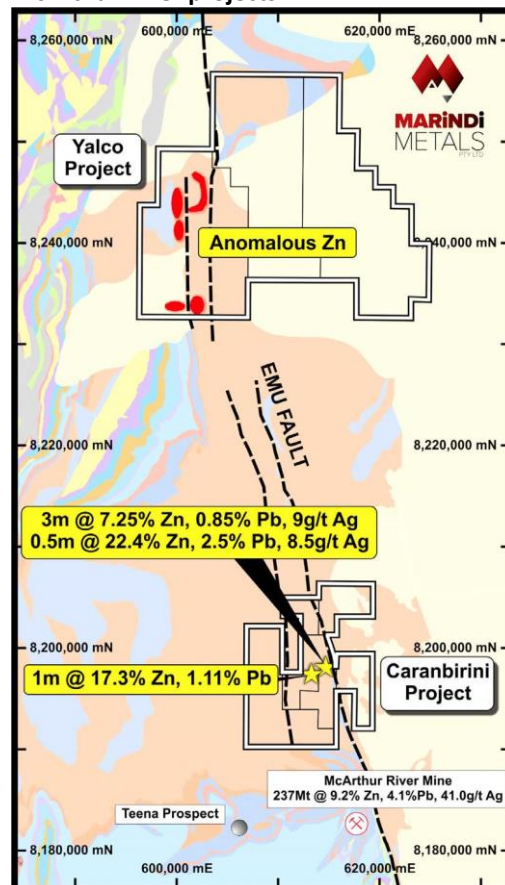 projects
8,260,000 mN 600,000 mE 620,000 mE 8,260,000 mN
MARiNDi
METALS
PTY LTD
Yalco
Project
8,240,000 mN
Anomalous Zn
8,240,000 mN
EMU FAULT
8,220,000 mN 8,220,000 mN
3m @ 7.25% Zn, 0.85% Pb, 9g/t Ag
0.5m @ 22.4% Zn, 2.5% Pb, 8.5g/t Ag
8,200,000 mN 8,200,000 mN
1m @ 17.3% Zn, 1.11% Pb
Caranbirini
Project
McArthur River Mine
237Mt @ 9.2% Zn, 4.1%Pb, 41.0g/t Ag
Teena Prospect
8,180,000 mN 600,000 mE 620,000 mE 8,180,000 mN